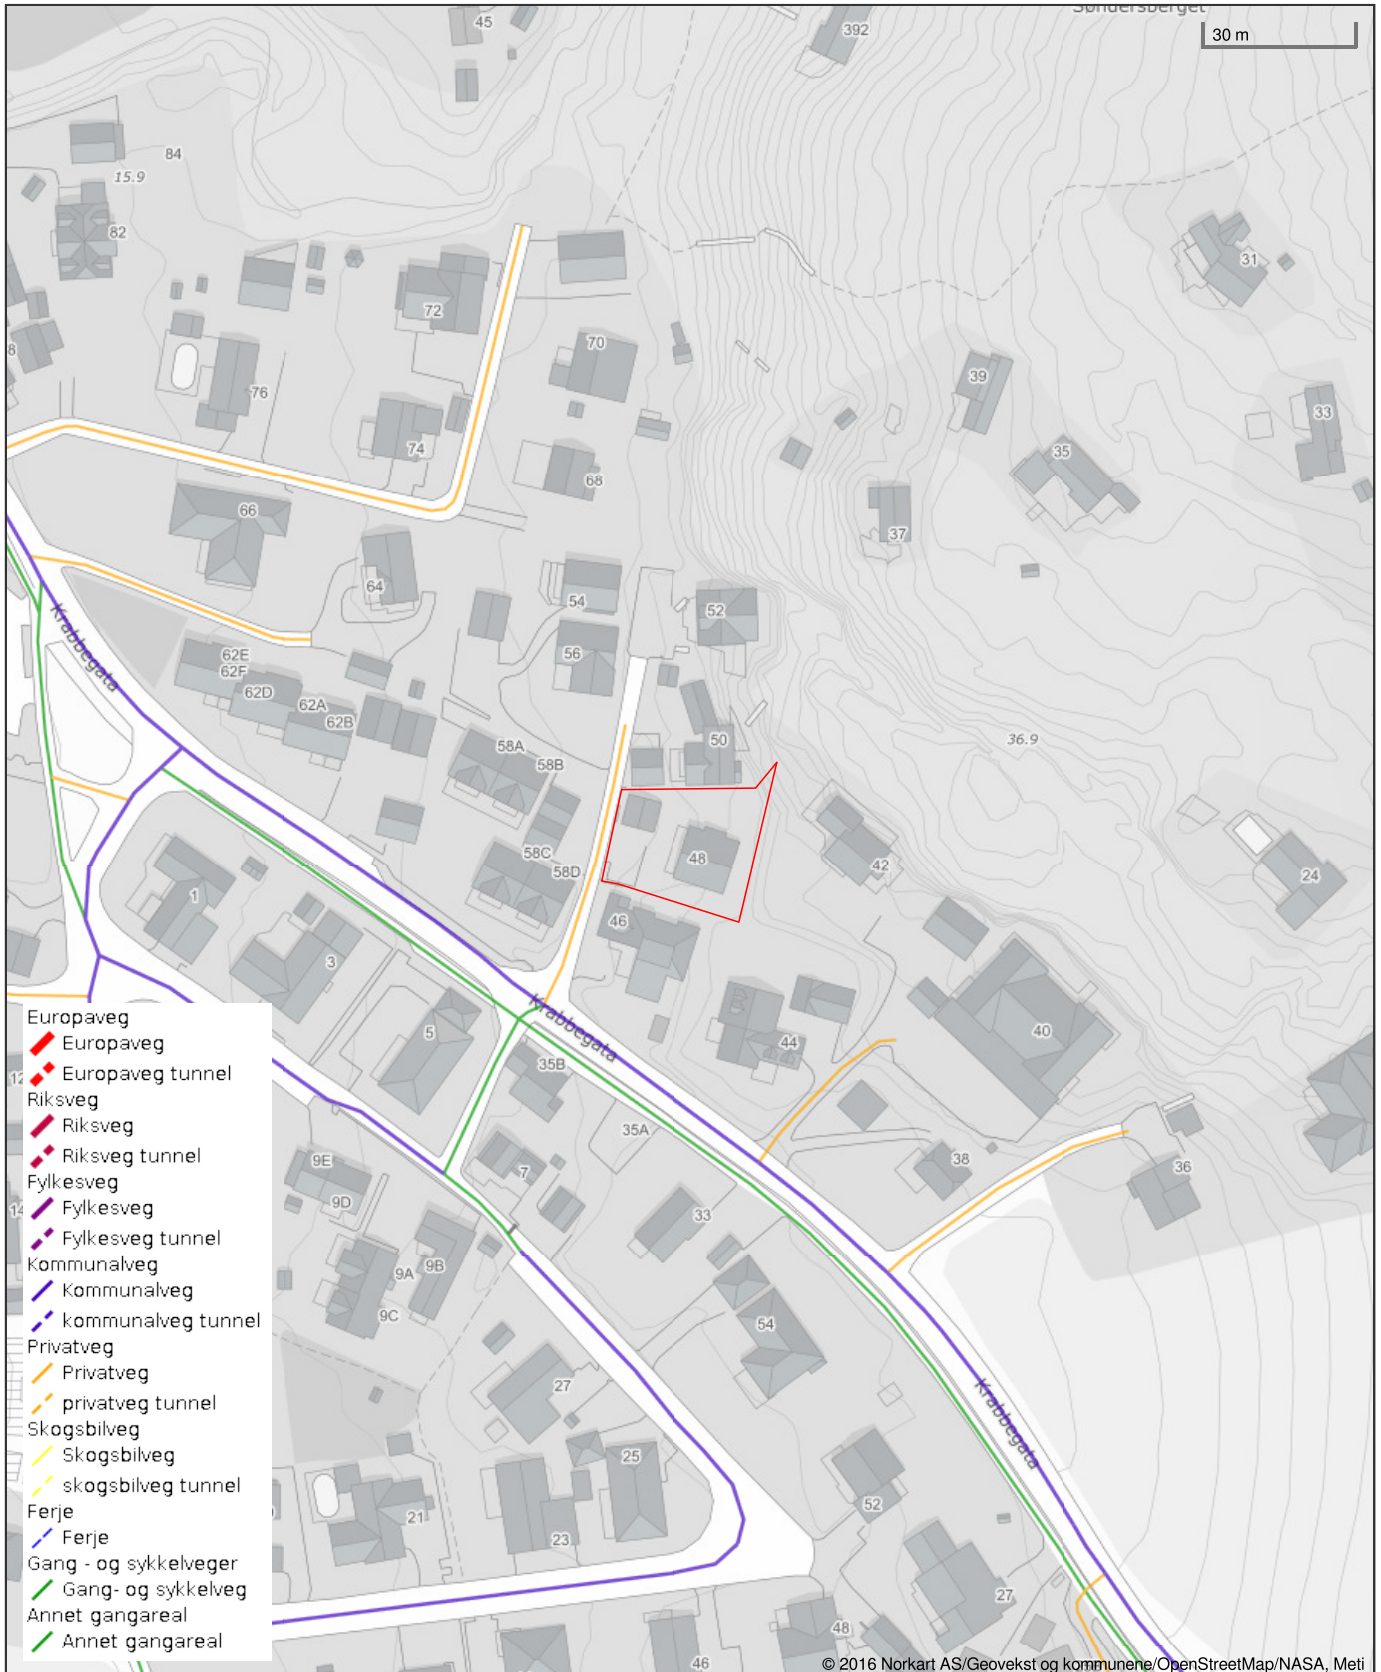 Søndersberget
30 m
45
392
84
15.9
82
31
72
70
8
39
76
33
74
35
68
66
37
64
54
52
Krabbegata
56
62E
62F
62D
62A
62B
50
58A
36.9
58B
58C
48
42
58D
24
1
46
3
Krabbegata
5
40
44
35B
35A
38
36
7
9E
9D
33
9A
9B
9C
54
27
Krabbegata
25
52
21
23
27
48
46
12
14
Europaveg
Europaveg
Europaveg tunnel
Riksveg
Riksveg
Riksveg tunnel
Fylkesveg
Fylkesveg
Fylkesveg tunnel
Kommunalveg
Kommunalveg
kommunalveg tunnel
Privatveg
Privatveg
privatveg tunnel
Skogsbilveg
Skogsbilveg
skogsbilveg tunnel
Ferje
Ferje
Gang - og sykkelveger
Gang- og sykkelveg
Annet gangareal
Annet gangareal
© 2016 Norkart AS/Geovekst og kommunene/OpenStreetMap/NASA, Meti